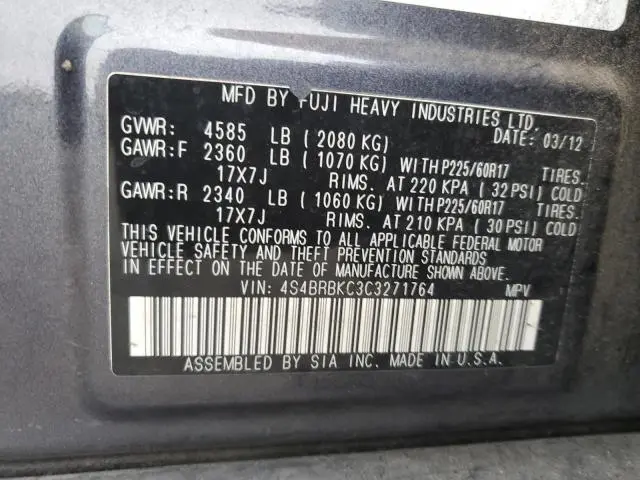 MFD BY FUJI HEAVY INDUSTRIES LTD.
GVWR: 4585 LB ( 2080 KG) DATE: 03/12
GAWR:F 2360 LB ( 1070 KG) WITH P225/60R17 TIRES.
17X7J RIMS. AT 220 KPA ( 32 PSI) COLD
GAWR:R 2340 LB ( 1060 KG) WITH P225/60R17 TIRES.
17X7J RIMS. AT 210 KPA ( 30 PSI) COLD
THIS VEHICLE CONFORMS TO ALL APPLICABLE FEDERAL MOTOR
VEHICLE SAFETY AND THEFT PREVENTION STANDARDS
IN EFFECT ON THE DATE OF MANUFACTURE SHOWN ABOVE.
VIN: 4S4BRBKC3C3271764 MPV
ASSEMBLED BY SIA INC. MADE IN U.S.A.